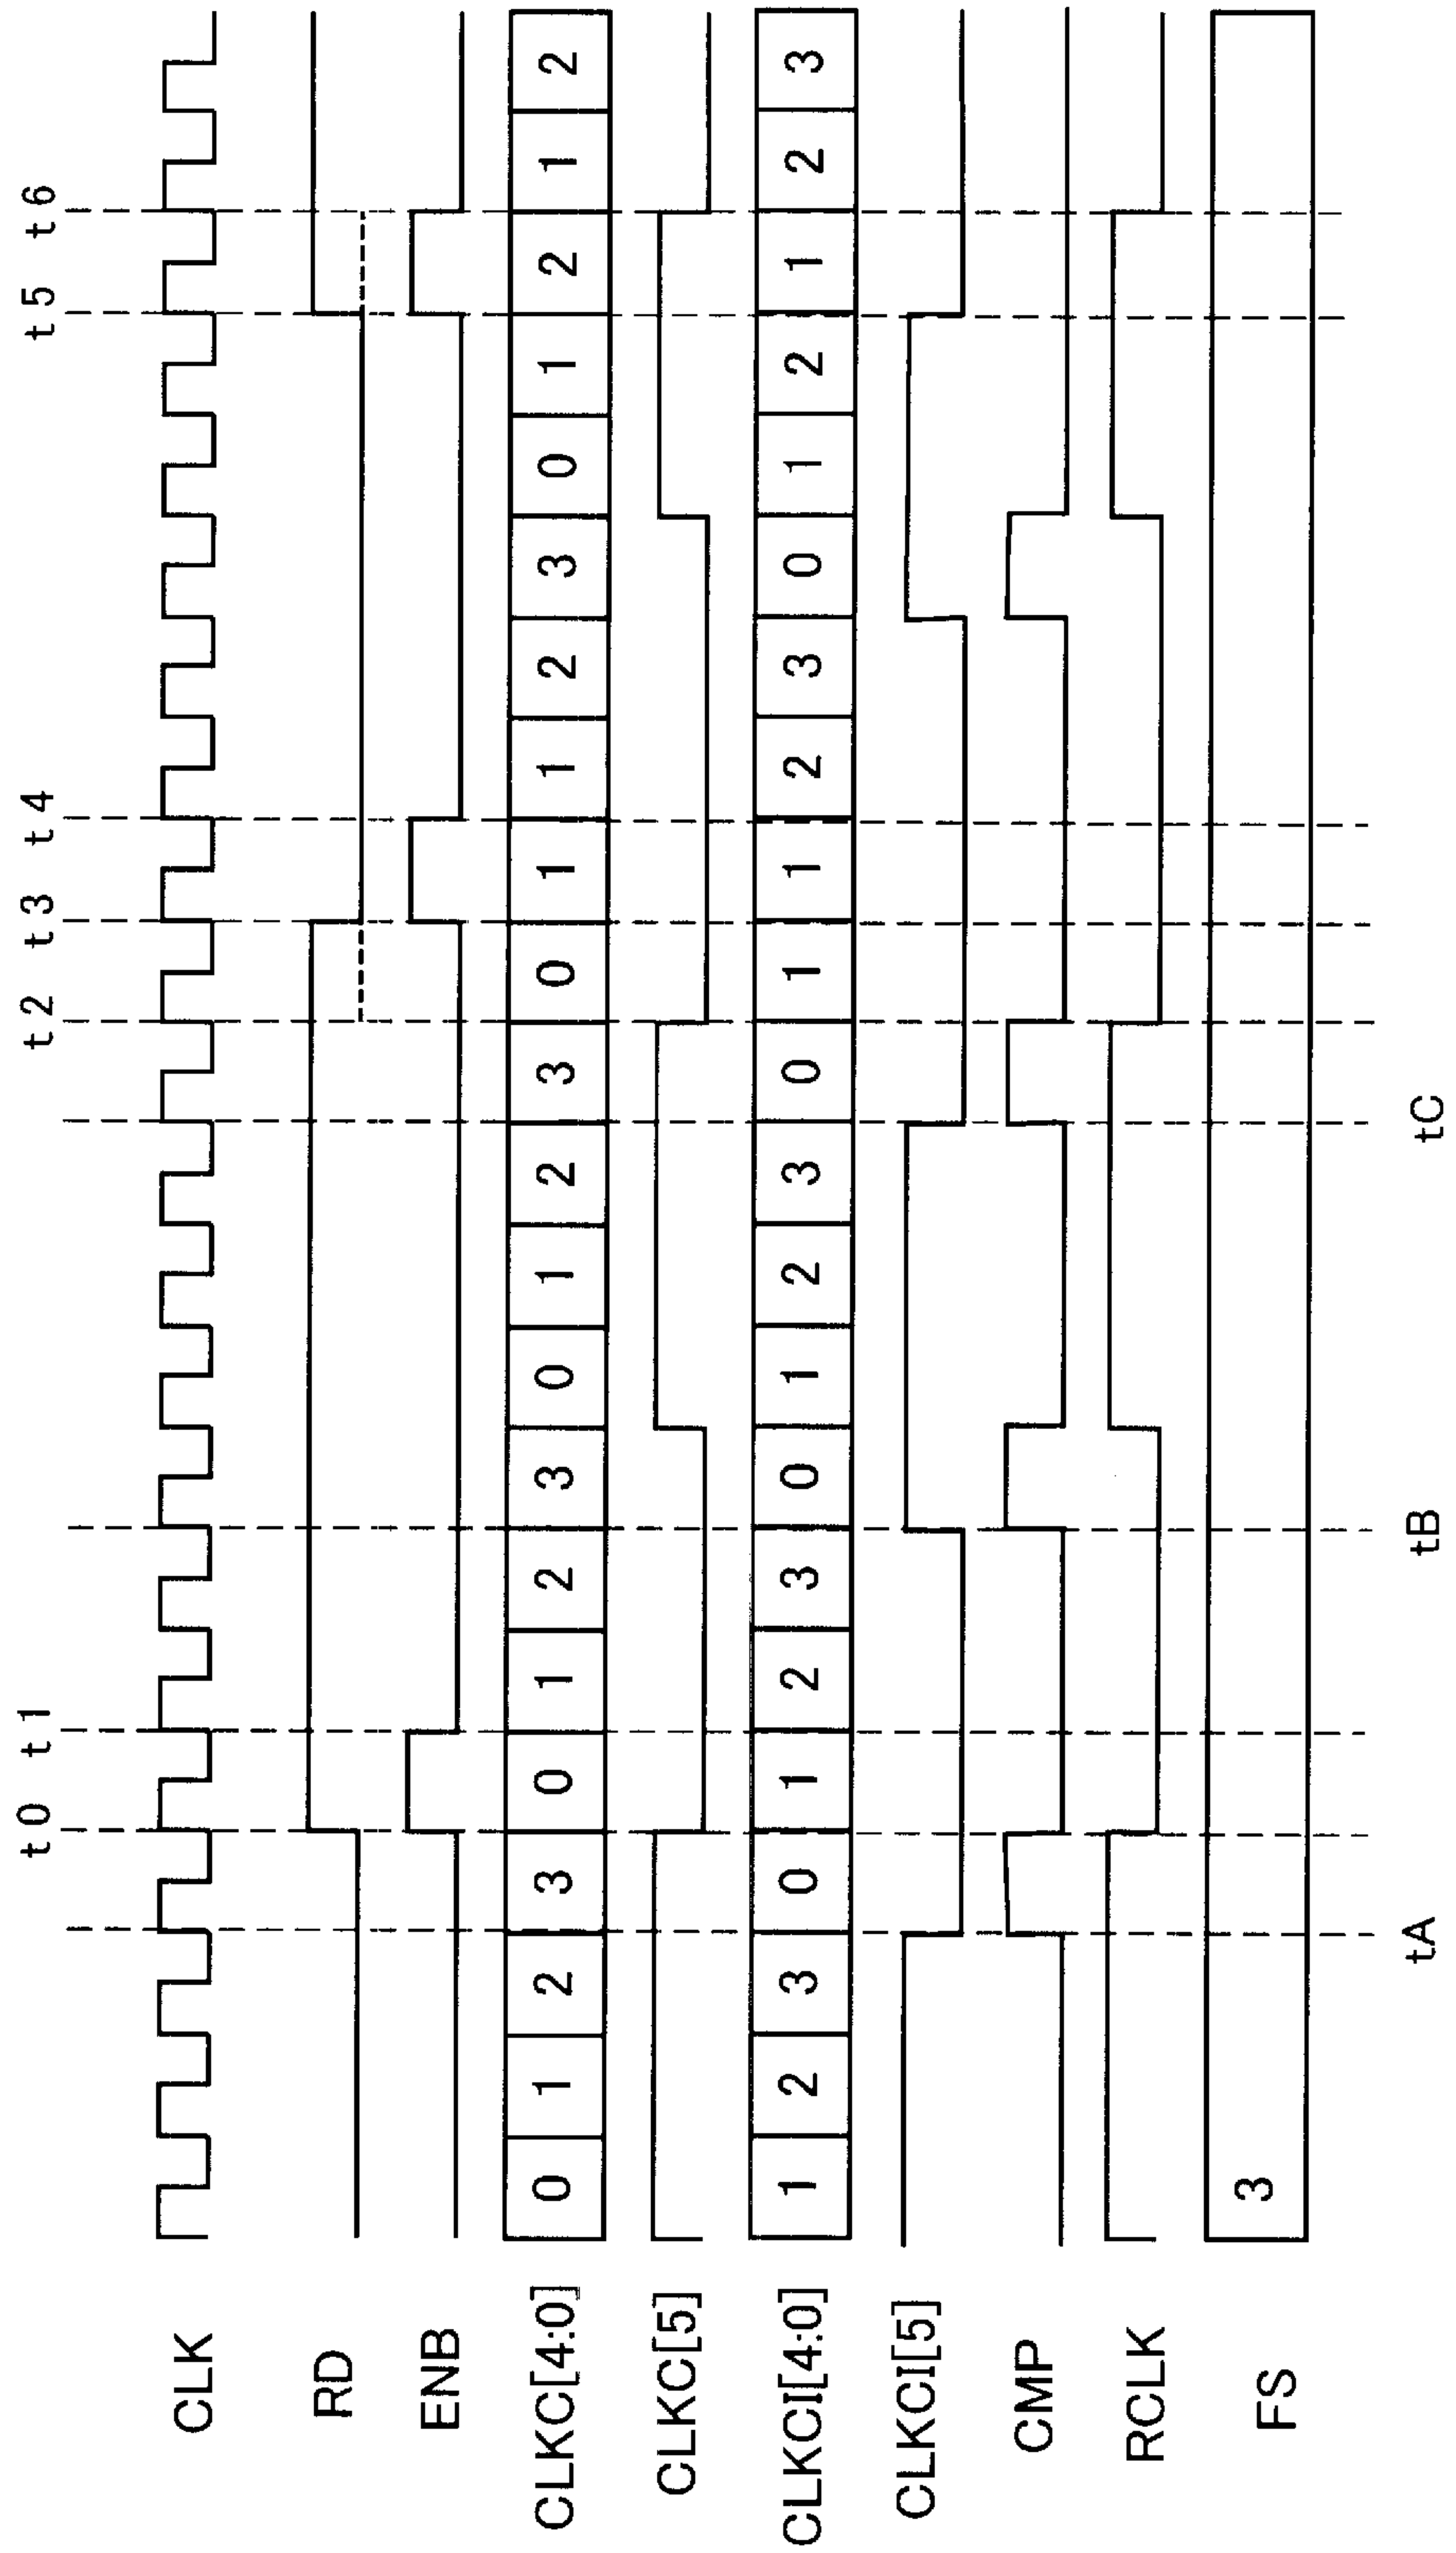 t0 t1 t2 t3 t4 t5 t6
CLK
RD
ENB
CLKC[4:0] 0 1 2 3 0 1 2 3 0 1 2 3 0 1 1 2 3 0 1 2 1 2
CLKC[5]
CLKCI[4:0] 1 2 3 0 1 2 3 0 1 2 3 0 1 1 2 3 0 1 2 1 2 3
CLKCI[5]
CMP
RCLK
FS 3
tA tB tC